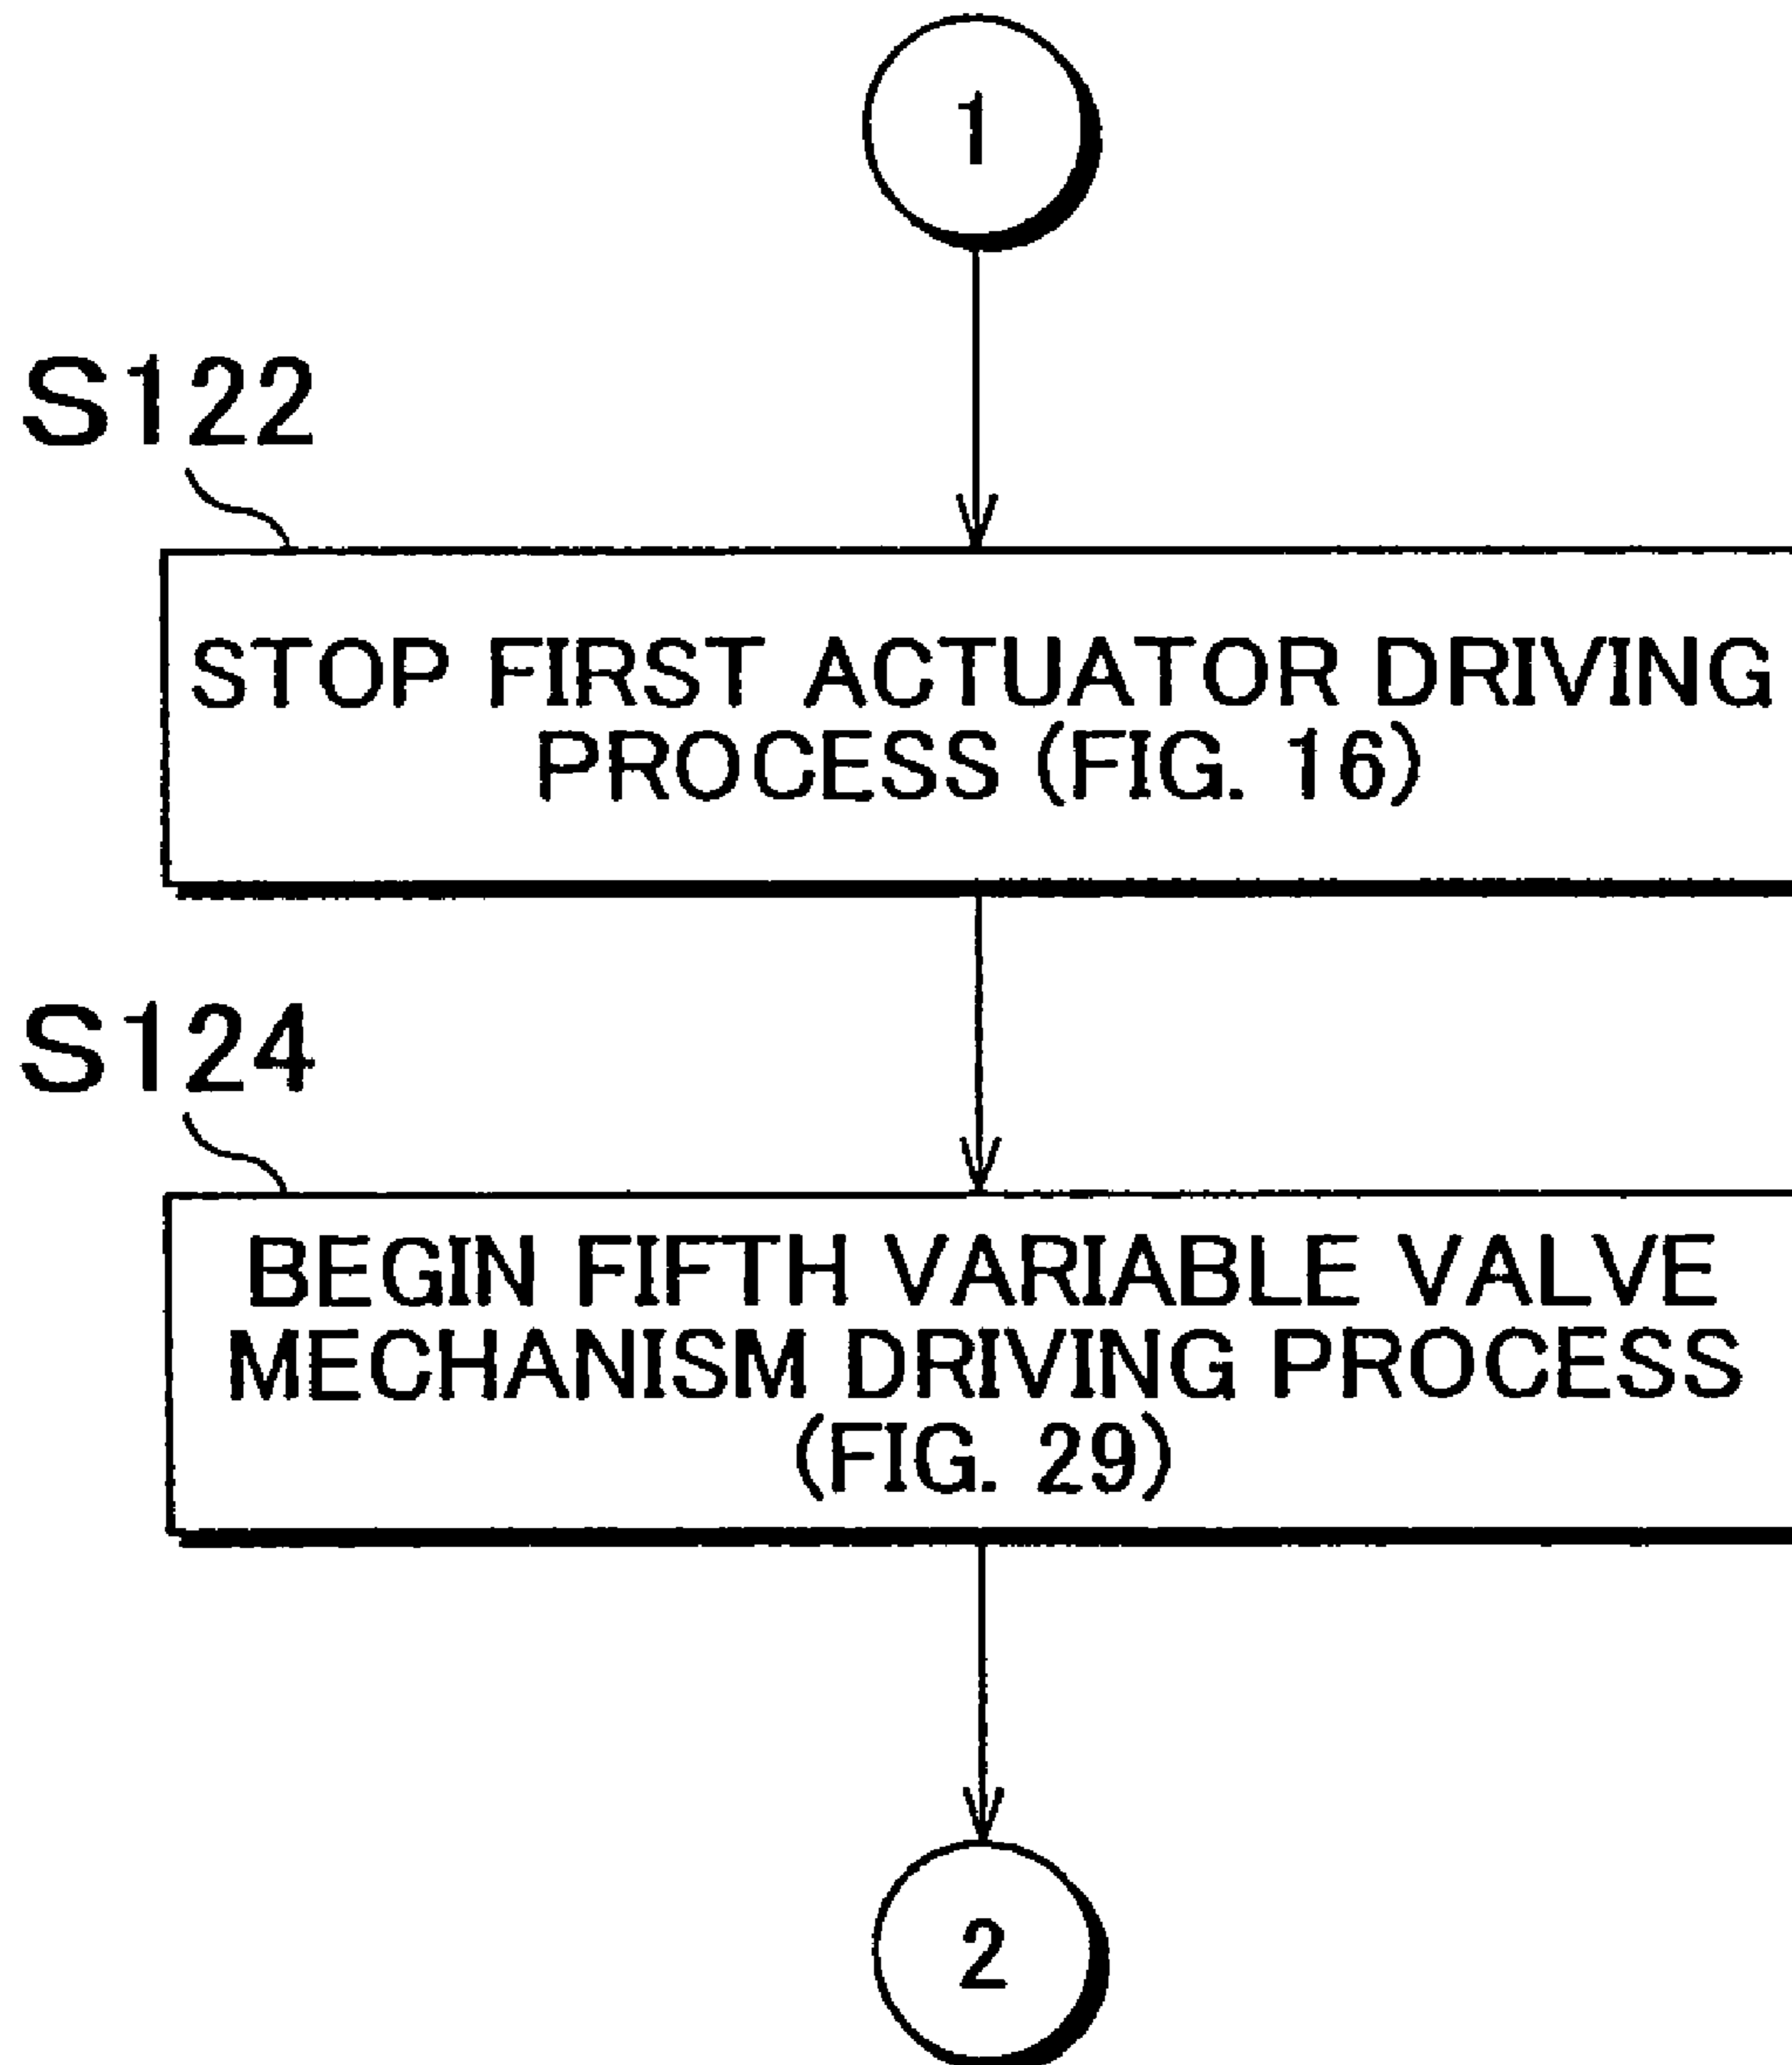 1
S122
STOP FIRST ACTUATOR DRIVING
PROCESS (FIG. 16)
S124
BEGIN FIFTH VARIABLE VALVE
MECHANISM DRIVING PROCESS
(FIG. 29)
2